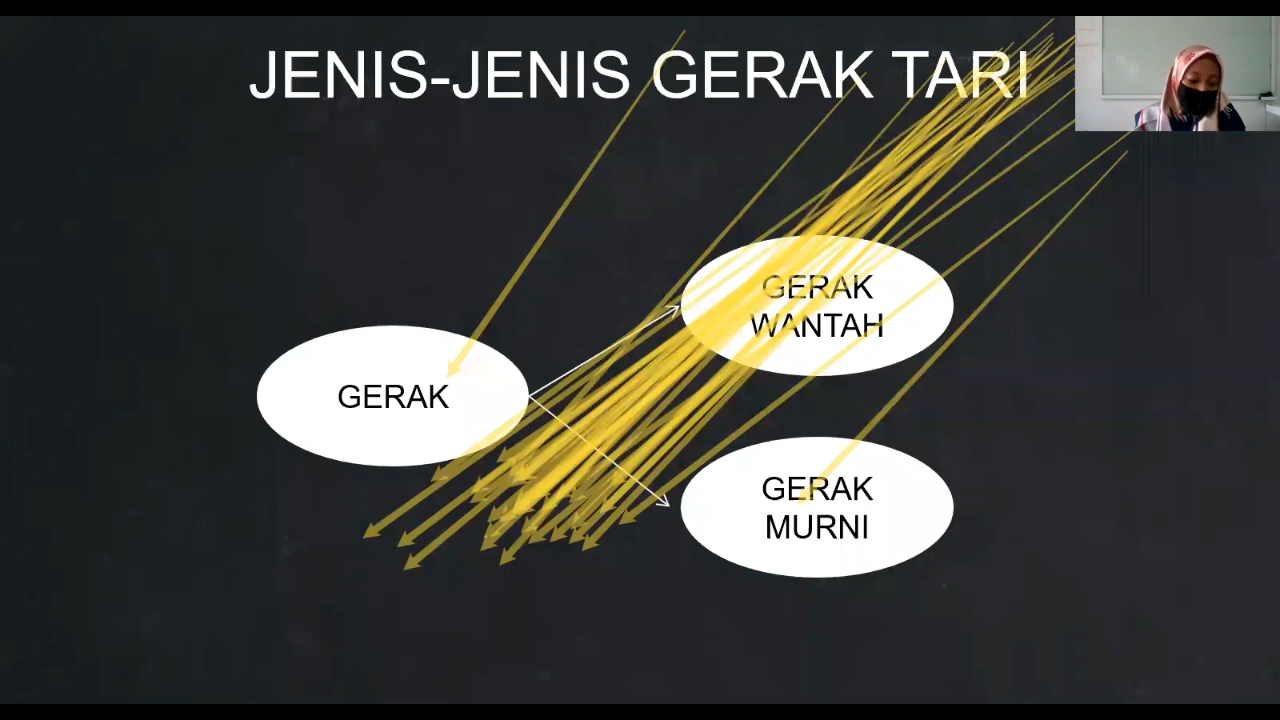 JENIS-JENIS GERAK TARI
GERAK
GERAK
WANTAH
GERAK
MURNI